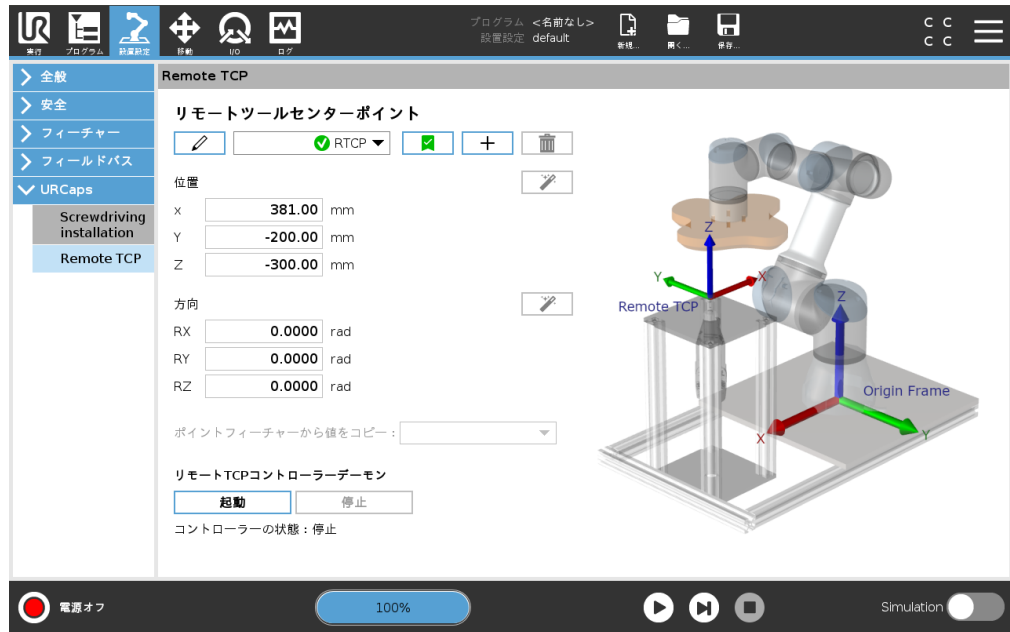 プログラム <名前なし>
設置設定 default
C C
C C
実行 プログラム 設置設定 移動 I/O ログ 新規... 開く... 保存...
全般
安全
フィーチャー
フィールドバス
URCaps
Screwdriving
installation
Remote TCP
Remote TCP
リモートツールセンターポイント
RTCP
位置
X 381.00 mm
Y -200.00 mm
Z -300.00 mm
方向
RX 0.0000 rad
RY 0.0000 rad
RZ 0.0000 rad
ポイントフィーチャーから値をコピー：
リモートTCPコントローラーデーモン
起動 停止
コントローラーの状態：停止
Z
Y X
Remote TCP
Z
Origin Frame
X Y
電源オフ
100%
Simulation